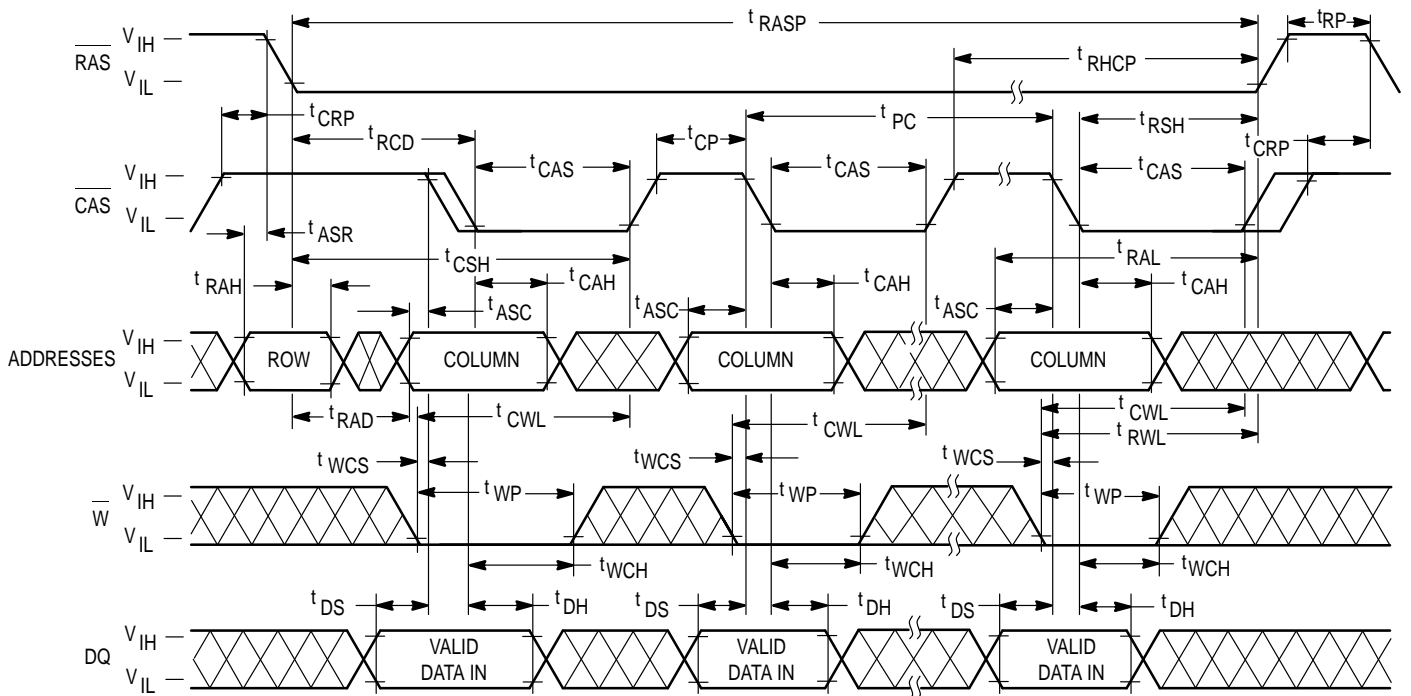 t RASP
t RP
V IH
RAS
V IL
t RHCP
t CRP
t RCD
t CP
t PC
t RSH
t CRP
t CAS
t CAS
t CAS
V IH
CAS
V IL
t ASR
t CSH
t RAL
t RAH
t CAH
t CAH
t CAH
t ASC
t ASC
t ASC
V IH
ADDRESSES
V IL
ROW
COLUMN
COLUMN
COLUMN
t RAD
t CWL
t CWL
t CWL
t RWL
t WCS
t WCS
t WCS
t WP
t WP
t WP
V IH
W
V IL
t WCH
t WCH
t WCH
t DS
t DH
t DS
t DH
t DS
t DH
V IH
DQ
V IL
VALID
DATA IN
VALID
DATA IN
VALID
DATA IN